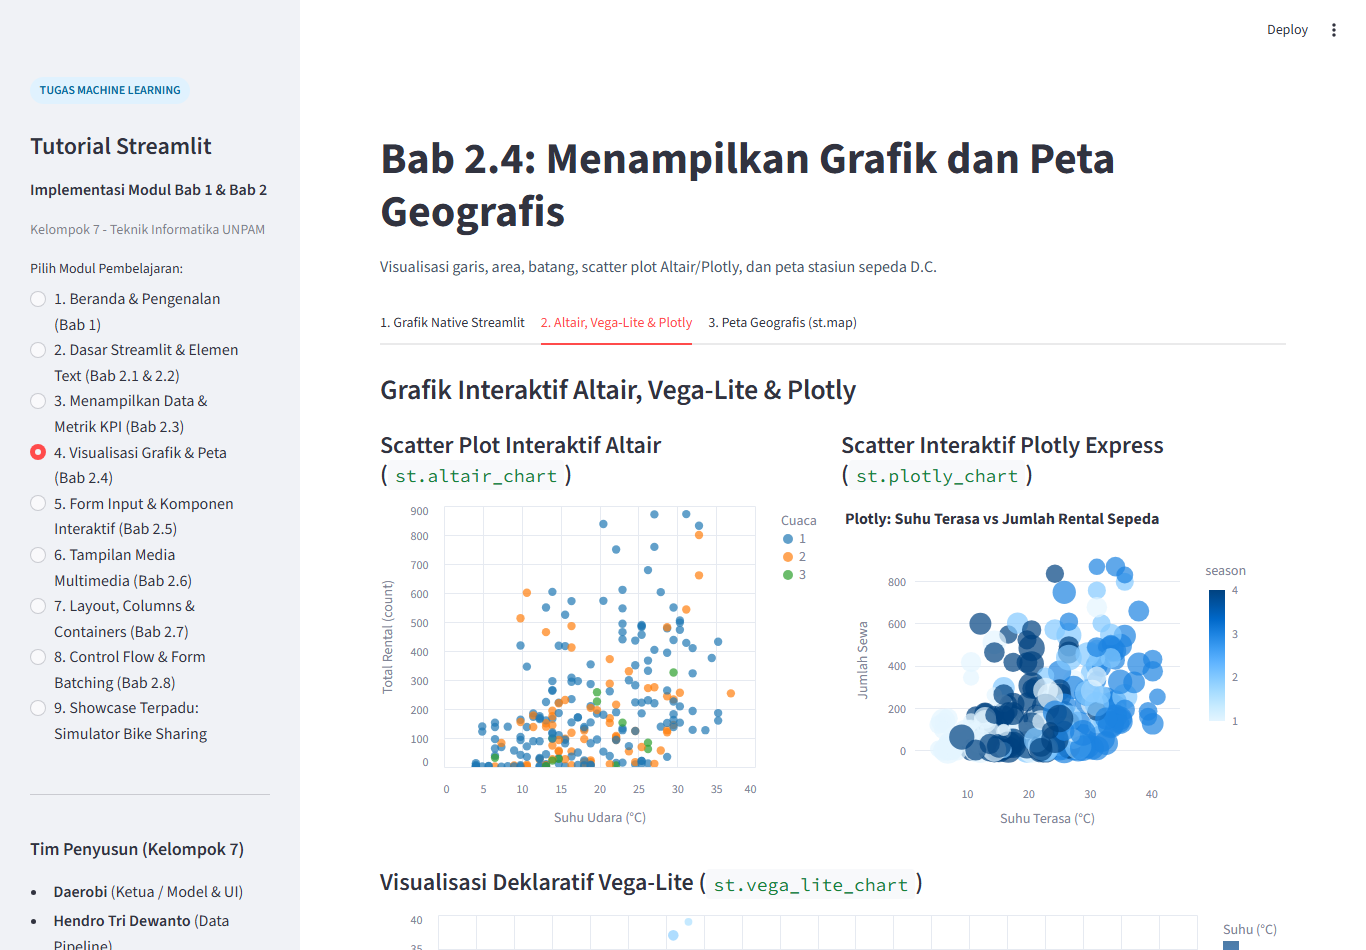 Deploy
TUGAS MACHINE LEARNING
Tutorial Streamlit
Implementasi Modul Bab 1 & Bab 2
Kelompok 7 - Teknik Informatika UNPAM
Pilih Modul Pembelajaran:
1. Beranda & Pengenalan
(Bab 1)
2. Dasar Streamlit & Elemen
Text (Bab 2.1 & 2.2)
3. Menampilkan Data &
Metrik KPI (Bab 2.3)
4. Visualisasi Grafik & Peta
(Bab 2.4)
5. Form Input & Komponen
Interaktif (Bab 2.5)
6. Tampilan Media
Multimedia (Bab 2.6)
7. Layout, Columns &
Containers (Bab 2.7)
8. Control Flow & Form
Batching (Bab 2.8)
9. Showcase Terpadu:
Simulator Bike Sharing
Tim Penyusun (Kelompok 7)
Daerobi (Ketua / Model & UI)
Hendro Tri Dewanto (Data
Pipeline)
Bab 2.4: Menampilkan Grafik dan Peta
Geografis
Visualisasi garis, area, batang, scatter plot Altair/Plotly, dan peta stasiun sepeda D.C.
1. Grafik Native Streamlit 2. Altair, Vega-Lite & Plotly 3. Peta Geografis (st.map)
Grafik Interaktif Altair, Vega-Lite & Plotly
Scatter Plot Interaktif Altair
( st.altair_chart )
900
800
700
600
500
400
300
200
100
0
Total Rental (count)
0 5 10 15 20 25 30 35 40
Suhu Udara (°C)
Cuaca
1
2
3
Scatter Interaktif Plotly Express
( st.plotly_chart )
Plotly: Suhu Terasa vs Jumlah Rental Sepeda
800
600
400
200
0
Jumlah Sewa
10 20 30 40
Suhu Terasa (°C)
season
4
3
2
1
Visualisasi Deklaratif Vega-Lite ( st.vega_lite_chart )
40
35
Suhu (°C)